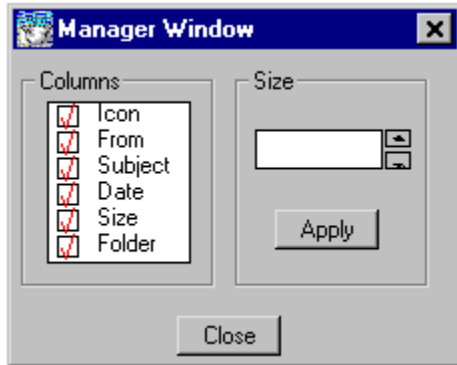 Manager Window
Columns
Icon
From
Subject
Date
Size
Folder
Size
Apply
Close